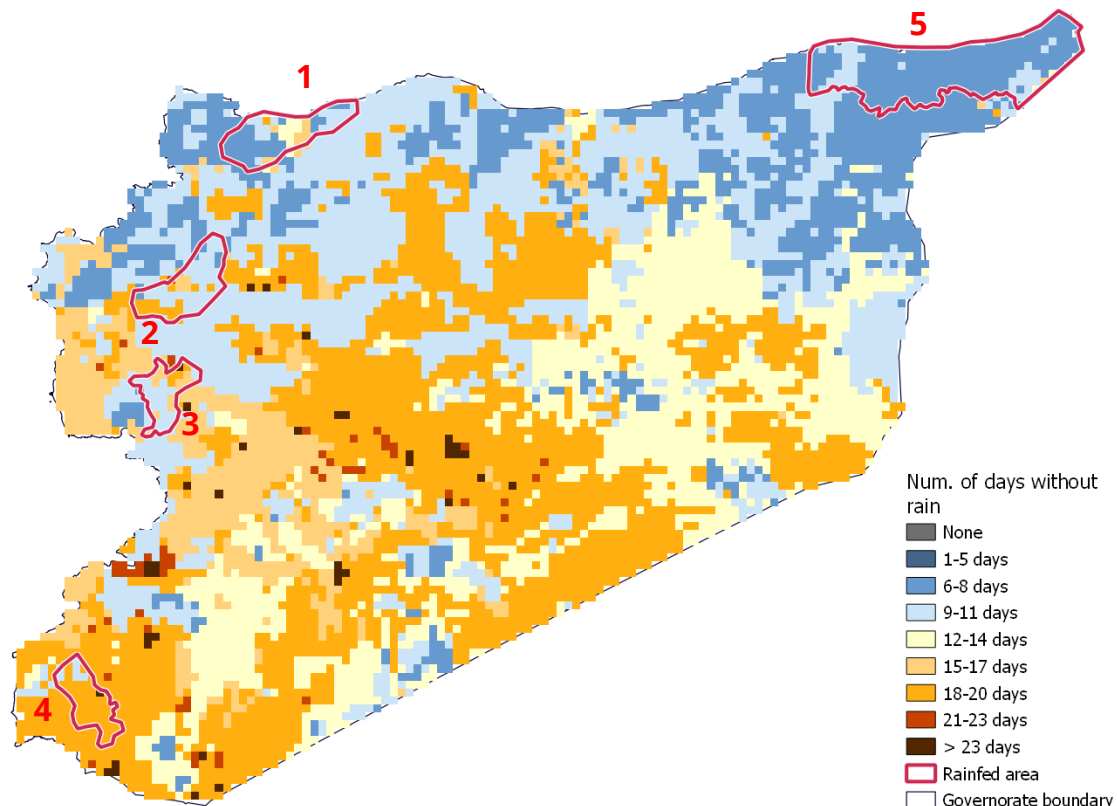 5
1
2
3
4
Num. of days without
rain
None
1-5 days
6-8 days
9-11 days
12-14 days
15-17 days
18-20 days
21-23 days
> 23 days
Rainfed area
Governorate boundary